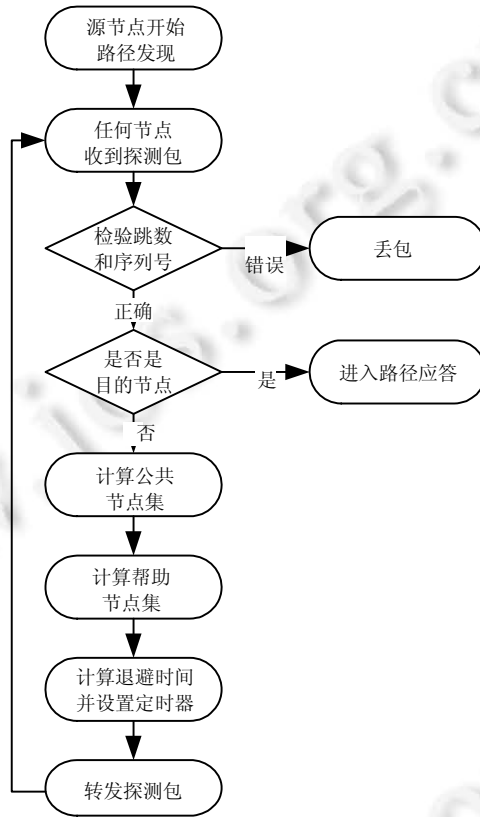 源节点开始
路径发现
任何节点
收到探测包
检验跳数
和序列号
错误
丢包
正确
是否是
目的节点
是
进入路径应答
否
计算公共
节点集
计算帮助
节点集
计算退避时间
并设置定时器
转发探测包